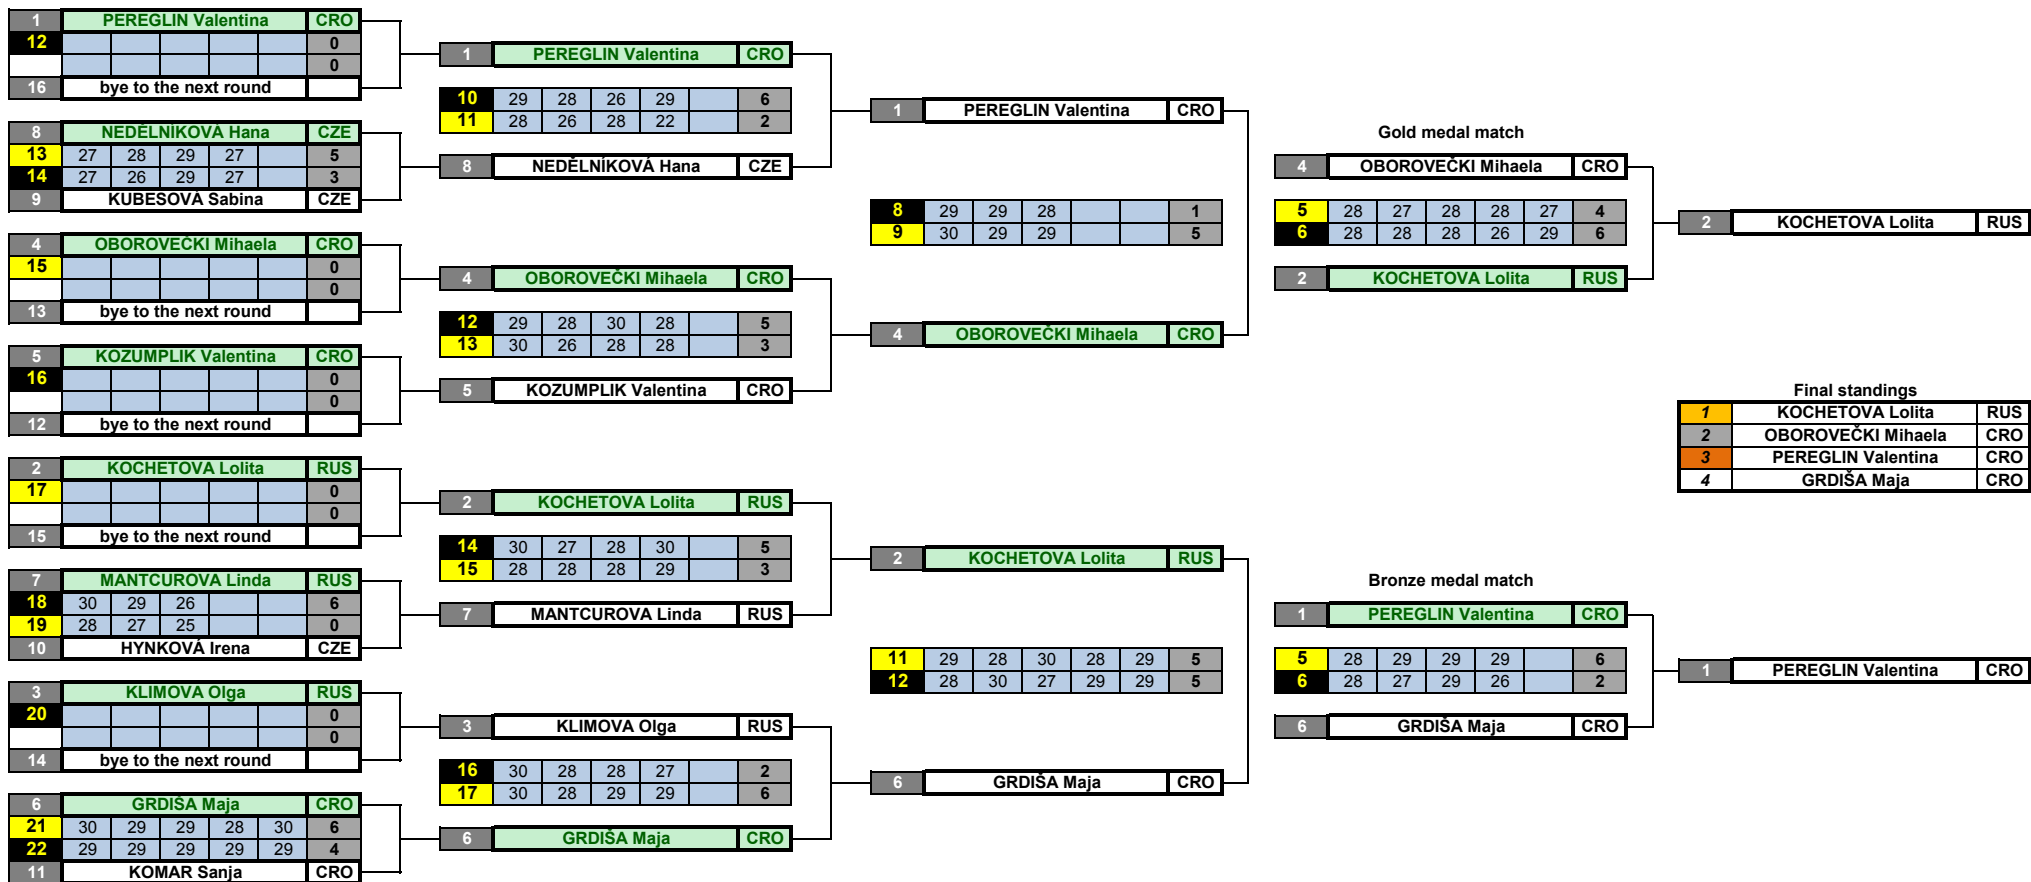 1 PEREGLIN Valentina CRO
12 0
0
16 bye to the next round
8 NEDĚLNÍKOVÁ Hana CZE
13 27 28 29 27 5
14 27 26 29 27 3
9 KUBESOVÁ Sabina CZE
4 OBOROVEČKI Mihaela CRO
15 0
0
13 bye to the next round
5 KOZUMPLIK Valentina CRO
16 0
0
12 bye to the next round
2 KOCHETOVA Lolita RUS
17 0
0
15 bye to the next round
7 MANTCUROVA Linda RUS
18 30 29 26 6
19 28 27 25 0
10 HYNKOVÁ Irena CZE
3 KLIMOVA Olga RUS
20 0
0
14 bye to the next round
6 GRDIŠA Maja CRO
21 30 29 29 28 30 6
22 29 29 29 29 29 4
11 KOMAR Sanja CRO
1 PEREGLIN Valentina CRO
10 29 28 26 29 6
11 28 26 28 22 2
8 NEDĚLNÍKOVÁ Hana CZE
4 OBOROVEČKI Mihaela CRO
12 29 28 30 28 5
13 30 26 28 28 3
5 KOZUMPLIK Valentina CRO
2 KOCHETOVA Lolita RUS
14 30 27 28 30 5
15 28 28 28 29 3
7 MANTCUROVA Linda RUS
3 KLIMOVA Olga RUS
16 30 28 28 27 2
17 30 28 29 29 6
6 GRDIŠA Maja CRO
1 PEREGLIN Valentina CRO
8 29 29 28 1
9 30 29 29 5
4 OBOROVEČKI Mihaela CRO
2 KOCHETOVA Lolita RUS
11 29 28 30 28 29 5
12 28 30 27 29 29 5
6 GRDIŠA Maja CRO
Gold medal match
4 OBOROVEČKI Mihaela CRO
5 28 27 28 28 27 4
6 28 28 28 26 29 6
2 KOCHETOVA Lolita RUS
Bronze medal match
1 PEREGLIN Valentina CRO
5 28 29 29 29 6
6 28 27 29 26 2
6 GRDIŠA Maja CRO
2 KOCHETOVA Lolita RUS
Final standings
1 KOCHETOVA Lolita RUS
2 OBOROVEČKI Mihaela CRO
3 PEREGLIN Valentina CRO
4 GRDIŠA Maja CRO
1 PEREGLIN Valentina CRO